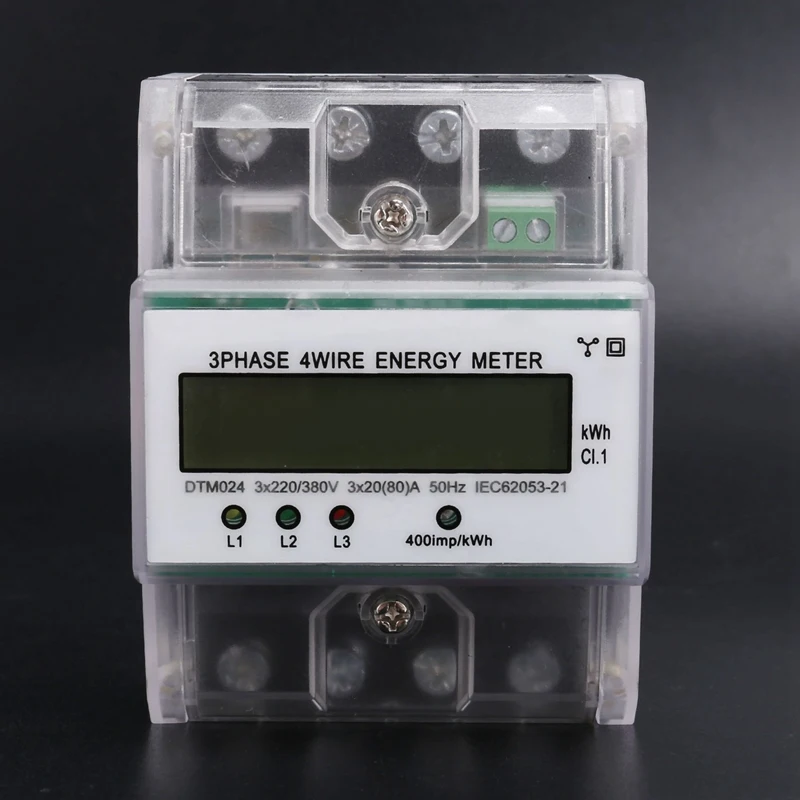 3PHASE 4WIRE ENERGY METER
kWh
Cl.1
DTM024 3x220/380V 3x20(80)A 50Hz IEC62053-21
L1 L2 L3 400imp/kWh